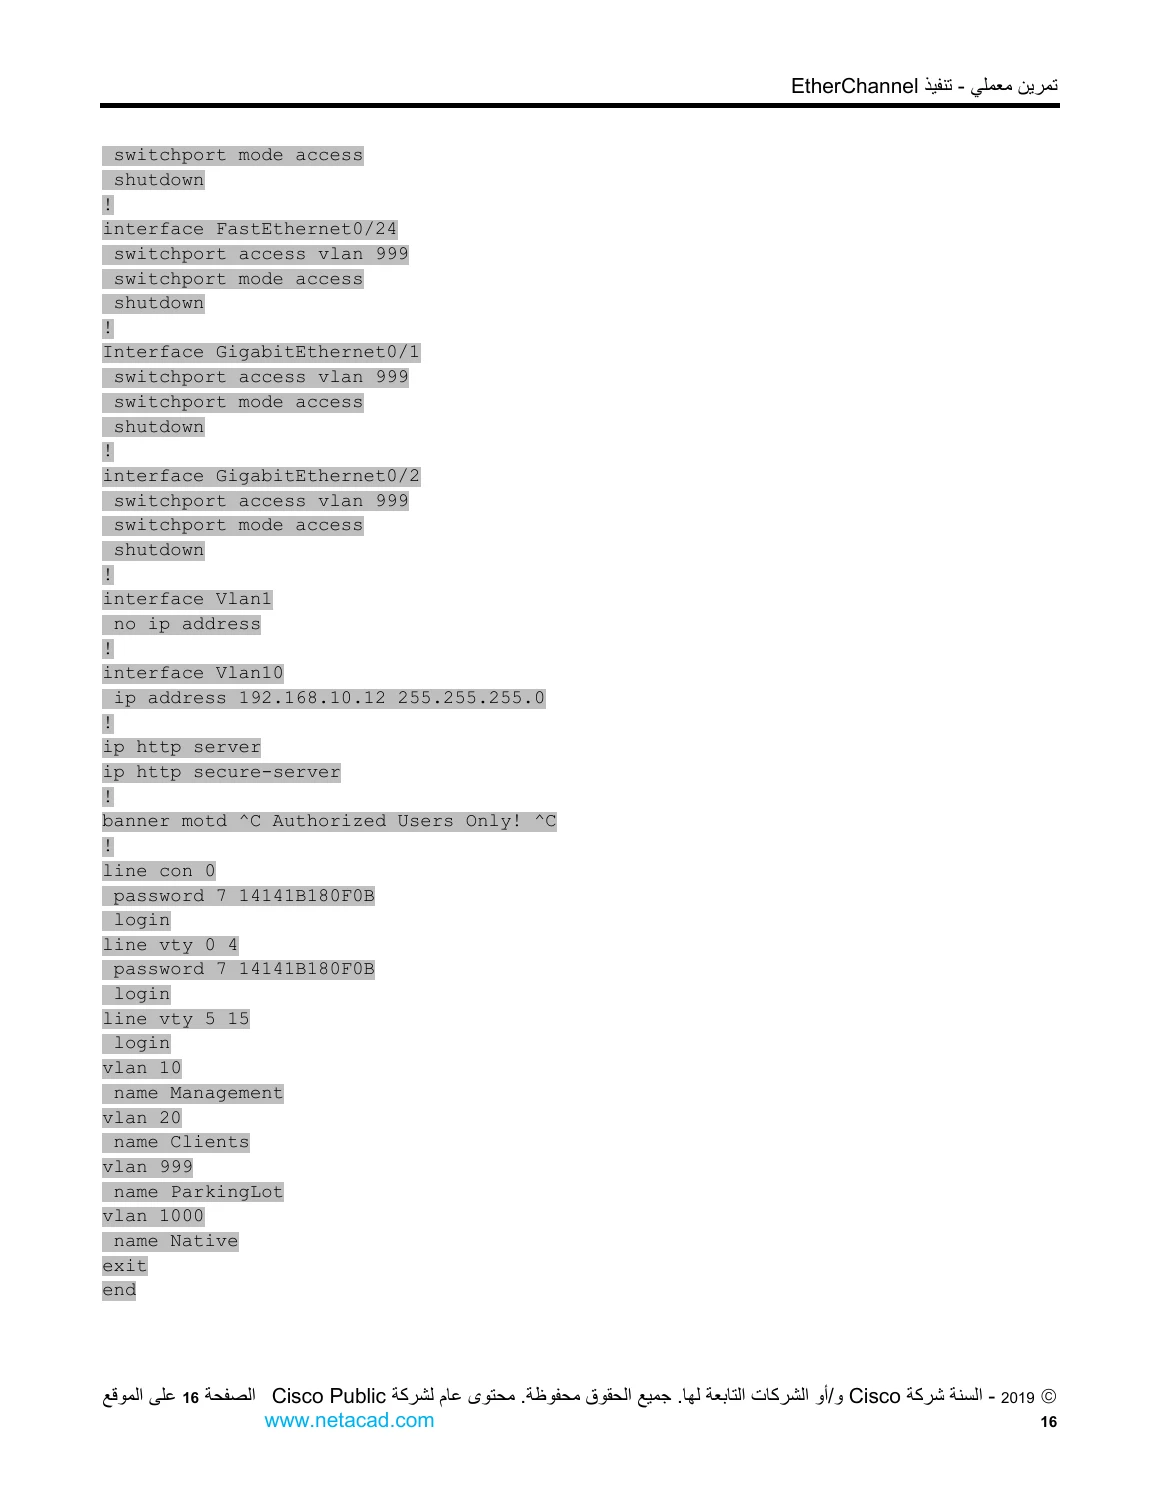 تمرين معملي - تنفيذ EtherChannel
 switchport mode access
 shutdown
!
interface FastEthernet0/24
 switchport access vlan 999
 switchport mode access
 shutdown
!
Interface GigabitEthernet0/1
 switchport access vlan 999
 switchport mode access
 shutdown
!
interface GigabitEthernet0/2
 switchport access vlan 999
 switchport mode access
 shutdown
!
interface Vlan1
 no ip address
!
interface Vlan10
 ip address 192.168.10.12 255.255.255.0
!
ip http server
ip http secure-server
!
banner motd ^C Authorized Users Only! ^C
!
line con 0
 password 7 14141B180F0B
 login
line vty 0 4
 password 7 14141B180F0B
 login
line vty 5 15
 login
vlan 10
 name Management
vlan 20
 name Clients
vlan 999
 name ParkingLot
vlan 1000
 name Native
exit
end
© 2019 - السنة شركة Cisco و/أو الشركات التابعة لها. جميع الحقوق محفوظة. محتوى عام لشركة Cisco Public الصفحة 16 على الموقع
16 www.netacad.com